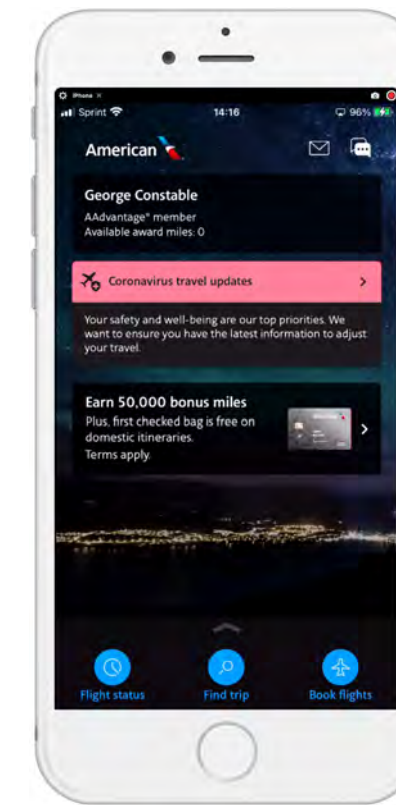 iPhone X
Sprint 14:16 96%
American
George Constable
AAdvantage® member
Available award miles: 0
Coronavirus travel updates
Your safety and well-being are our top priorities. We
want to ensure you have the latest information to adjust
your travel.
Earn 50,000 bonus miles
Plus, first checked bag is free on
domestic itineraries.
Terms apply.
Flight status Find trip Book flights